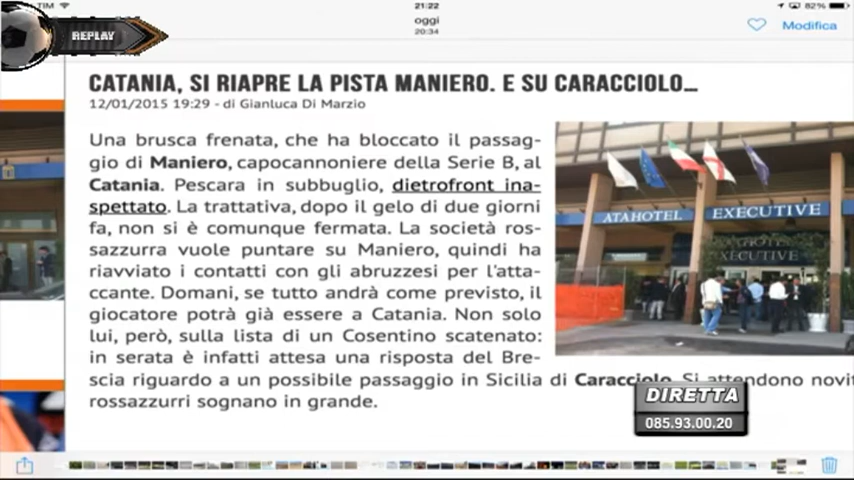 TIM
21:22
82%
oggi
20:34
Modifica
REPLAY
CATANIA, SI RIAPRE LA PISTA MANIERO. E SU CARACCIOLO...
12/01/2015 19:29 - di Gianluca Di Marzio
Una brusca frenata, che ha bloccato il passag-
gio di Maniero, capocannoniere della Serie B, al
Catania. Pescara in subbuglio, dietrofront ina-
spettato. La trattativa, dopo il gelo di due giorni
fa, non si è comunque fermata. La società ros-
sazzurra vuole puntare su Maniero, quindi ha
riavviato i contatti con gli abruzzesi per l'atta-
ccante. Domani, se tutto andrà come previsto, il
giocatore potrà già essere a Catania. Non solo
lui, però, sulla lista di un Cosentino scatenato:
in serata è infatti attesa una risposta del Bre-
scia riguardo a un possibile passaggio in Sicilia di Caracciolo. Si attendono novit
rossazzurri sognano in grande.
ATAHOTEL EXECUTIVE
EXECUTIVE
DIRETTA
085.93.00.20